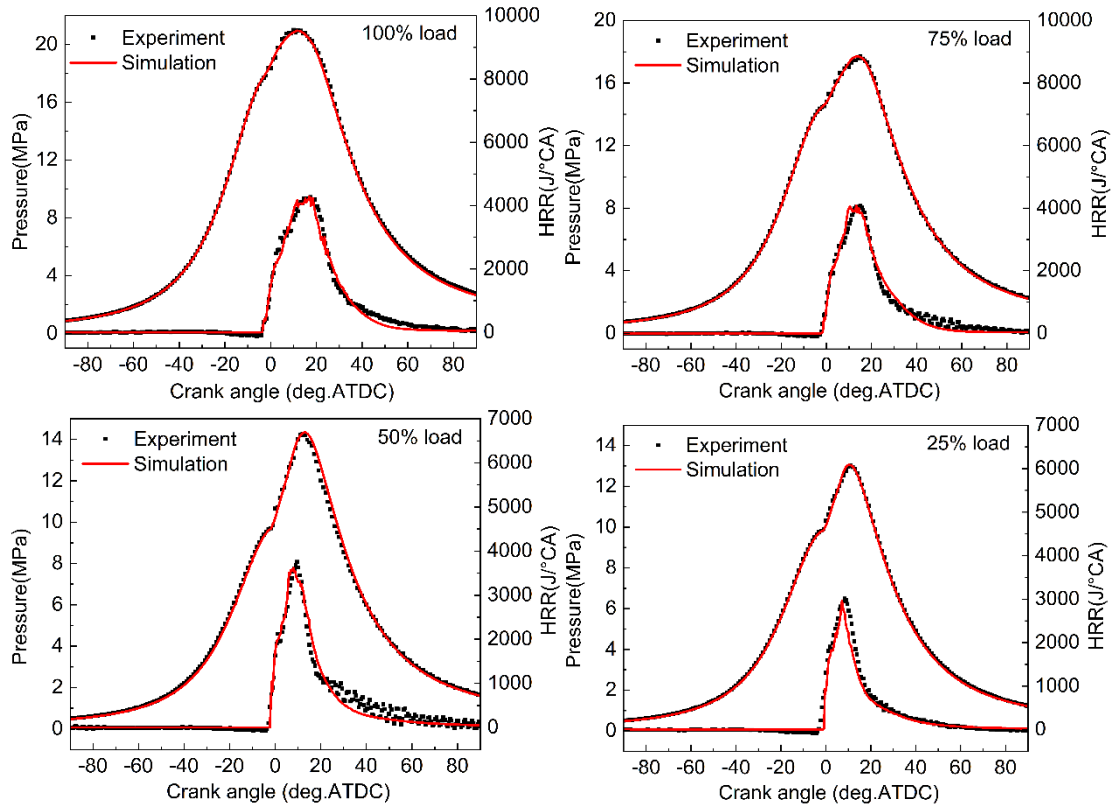 100% load
Experiment
Simulation
Pressure(MPa)
20
16
12
8
4
0
HRR(J/°CA)
10000
8000
6000
4000
2000
0
-80 -60 -40 -20 0 20 40 60 80
Crank angle (deg.ATDC)
75% load
Experiment
Simulation
Pressure(MPa)
20
16
12
8
4
0
HRR(J/°CA)
10000
8000
6000
4000
2000
0
-80 -60 -40 -20 0 20 40 60 80
Crank angle (deg.ATDC)
50% load
Experiment
Simulation
Pressure(MPa)
14
12
10
8
6
4
2
0
HRR(J/°CA)
7000
6000
5000
4000
3000
2000
1000
0
-80 -60 -40 -20 0 20 40 60 80
Crank angle (deg.ATDC)
25% load
Experiment
Simulation
Pressure(MPa)
14
12
10
8
6
4
2
0
HRR(J/°CA)
7000
6000
5000
4000
3000
2000
1000
0
-80 -60 -40 -20 0 20 40 60 80
Crank angle (deg.ATDC)